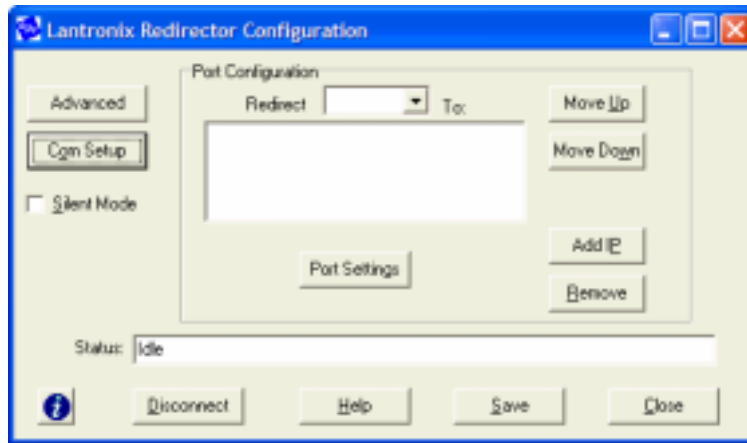 Lantronix Redirector Configuration
Port Configuration
Advanced
Redirect
To:
Move Up
Com Setup
Move Down
Silent Mode
Add IP
Port Settings
Remove
Status: Idle
Disconnect
Help
Save
Close